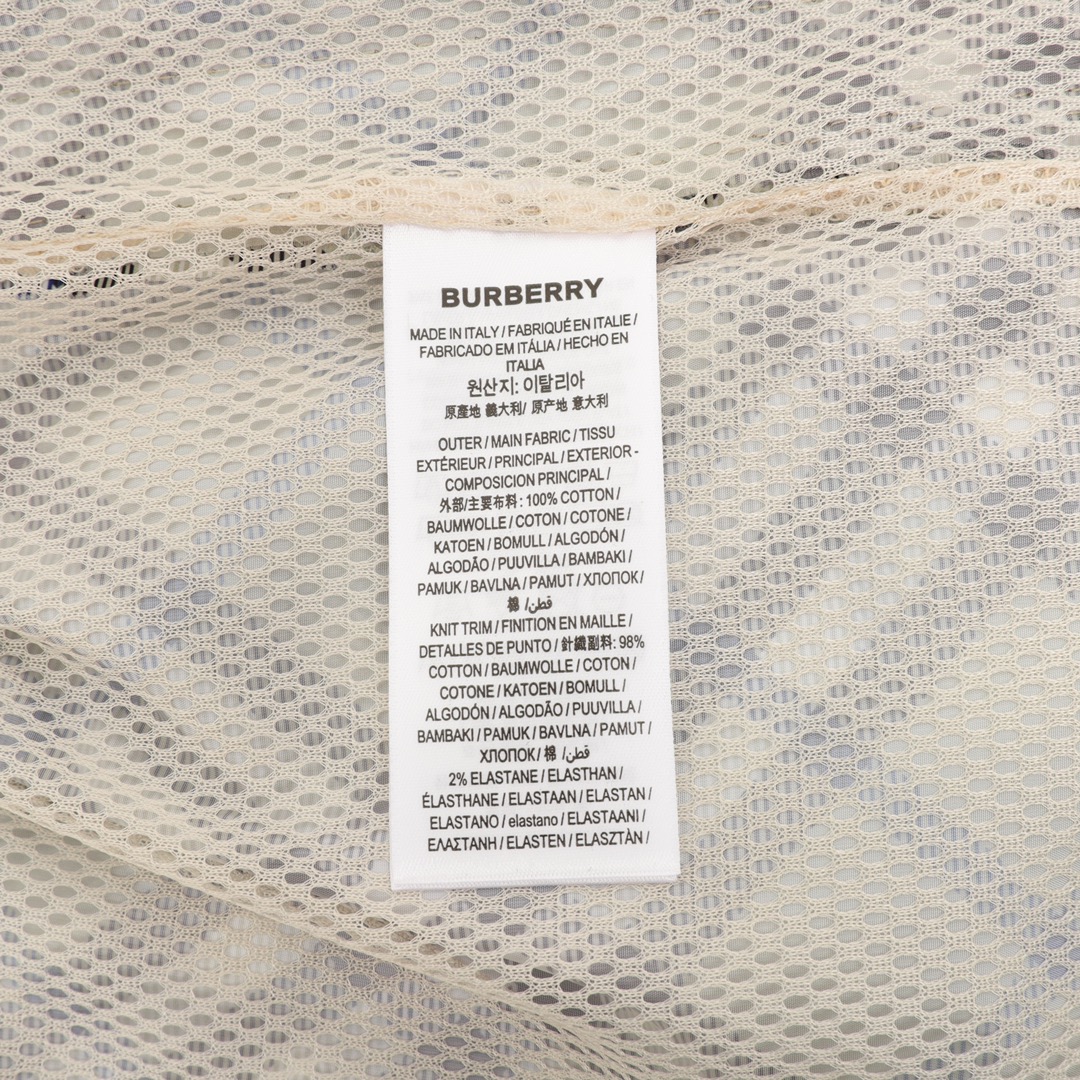 BURBERRY
MADE IN ITALY / FABRIQUÉ EN ITALIE /
FABRICADO EM ITÁLIA / HECHO EN
ITALIA
원산지: 이탈리아
原產地 義大利/ 原产地 意大利
OUTER / MAIN FABRIC / TISSU
EXTÉRIEUR / PRINCIPAL / EXTERIOR -
COMPOSICION PRINCIPAL /
外部/主要布料: 100% COTTON /
BAUMWOLLE / COTON / COTONE /
KATOEN / BOMULL / ALGODÓN /
ALGODÃO / PUUVILLA / BAMBAKI /
PAMUK / BAVLNA / PAMUT / ХЛОПОК /
棉 / قطن/
KNIT TRIM / FINITION EN MAILLE /
DETALLES DE PUNTO / 針織副料: 98%
COTTON / BAUMWOLLE / COTON /
COTONE / KATOEN / BOMULL /
ALGODÓN / ALGODÃO / PUUVILLA /
BAMBAKI / PAMUK / BAVLNA / PAMUT /
ХЛОПОК / 棉 / قطن/
2% ELASTANE / ELASTHAN /
ÉLASTHANE / ELASTAAN / ELASTAN /
ELASTANO / elastano / ELASTAANI /
ΕΛΑΣΤΑΝΗ / ELASTEN / ELASZTÀN /